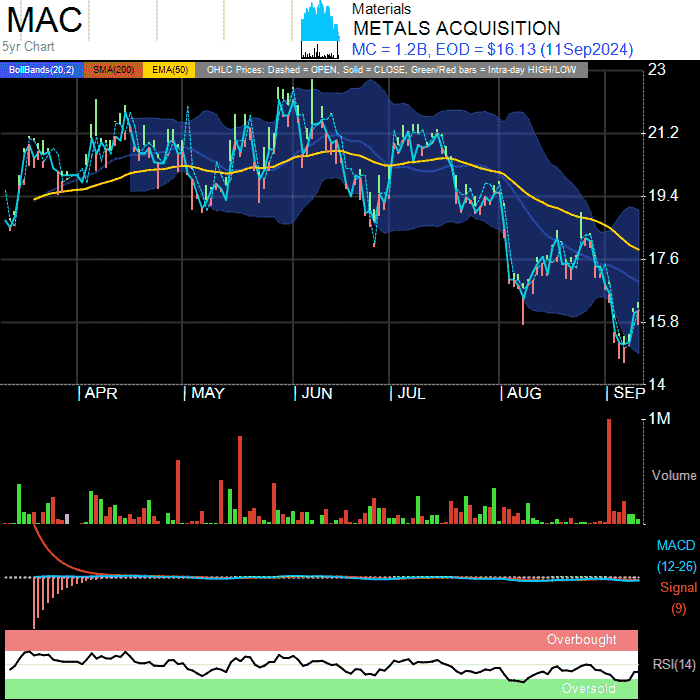 MAC
5yr Chart
Materials
METALS ACQUISITION
MC = 1.2B, EOD = $16.13 (11Sep2024)
BollBands(20,2) SMA(200) EMA(50) OHLC Prices: Dashed = OPEN, Solid = CLOSE, Green/Red bars = Intra-day HIGH/LOW
23
21.2
19.4
17.6
15.8
14
| APR | MAY | JUN | JUL | AUG | SEP
1M
Volume
MACD
(12-26)
Signal
(9)
Overbought
RSI(14)
Oversold